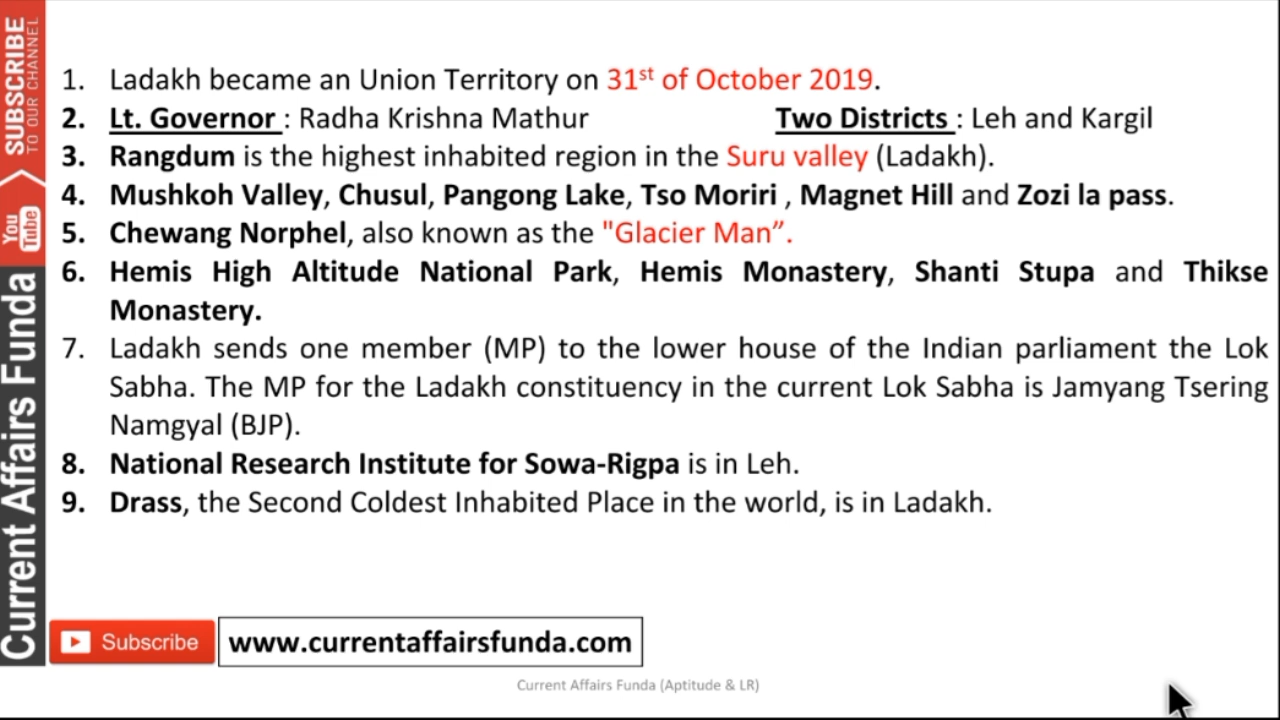 SUBSCRIBE
TO OUR CHANNEL
You
Tube
Current Affairs Funda
1. Ladakh became an Union Territory on 31st of October 2019.
2. Lt. Governor : Radha Krishna Mathur Two Districts : Leh and Kargil
3. Rangdum is the highest inhabited region in the Suru valley (Ladakh).
4. Mushkoh Valley, Chusul, Pangong Lake, Tso Moriri , Magnet Hill and Zozi la pass.
5. Chewang Norphel, also known as the "Glacier Man”.
6. Hemis High Altitude National Park, Hemis Monastery, Shanti Stupa and Thikse
Monastery.
7. Ladakh sends one member (MP) to the lower house of the Indian parliament the Lok
Sabha. The MP for the Ladakh constituency in the current Lok Sabha is Jamyang Tsering
Namgyal (BJP).
8. National Research Institute for Sowa-Rigpa is in Leh.
9. Drass, the Second Coldest Inhabited Place in the world, is in Ladakh.
Subscribe
www.currentaffairsfunda.com
Current Affairs Funda (Aptitude & LR)